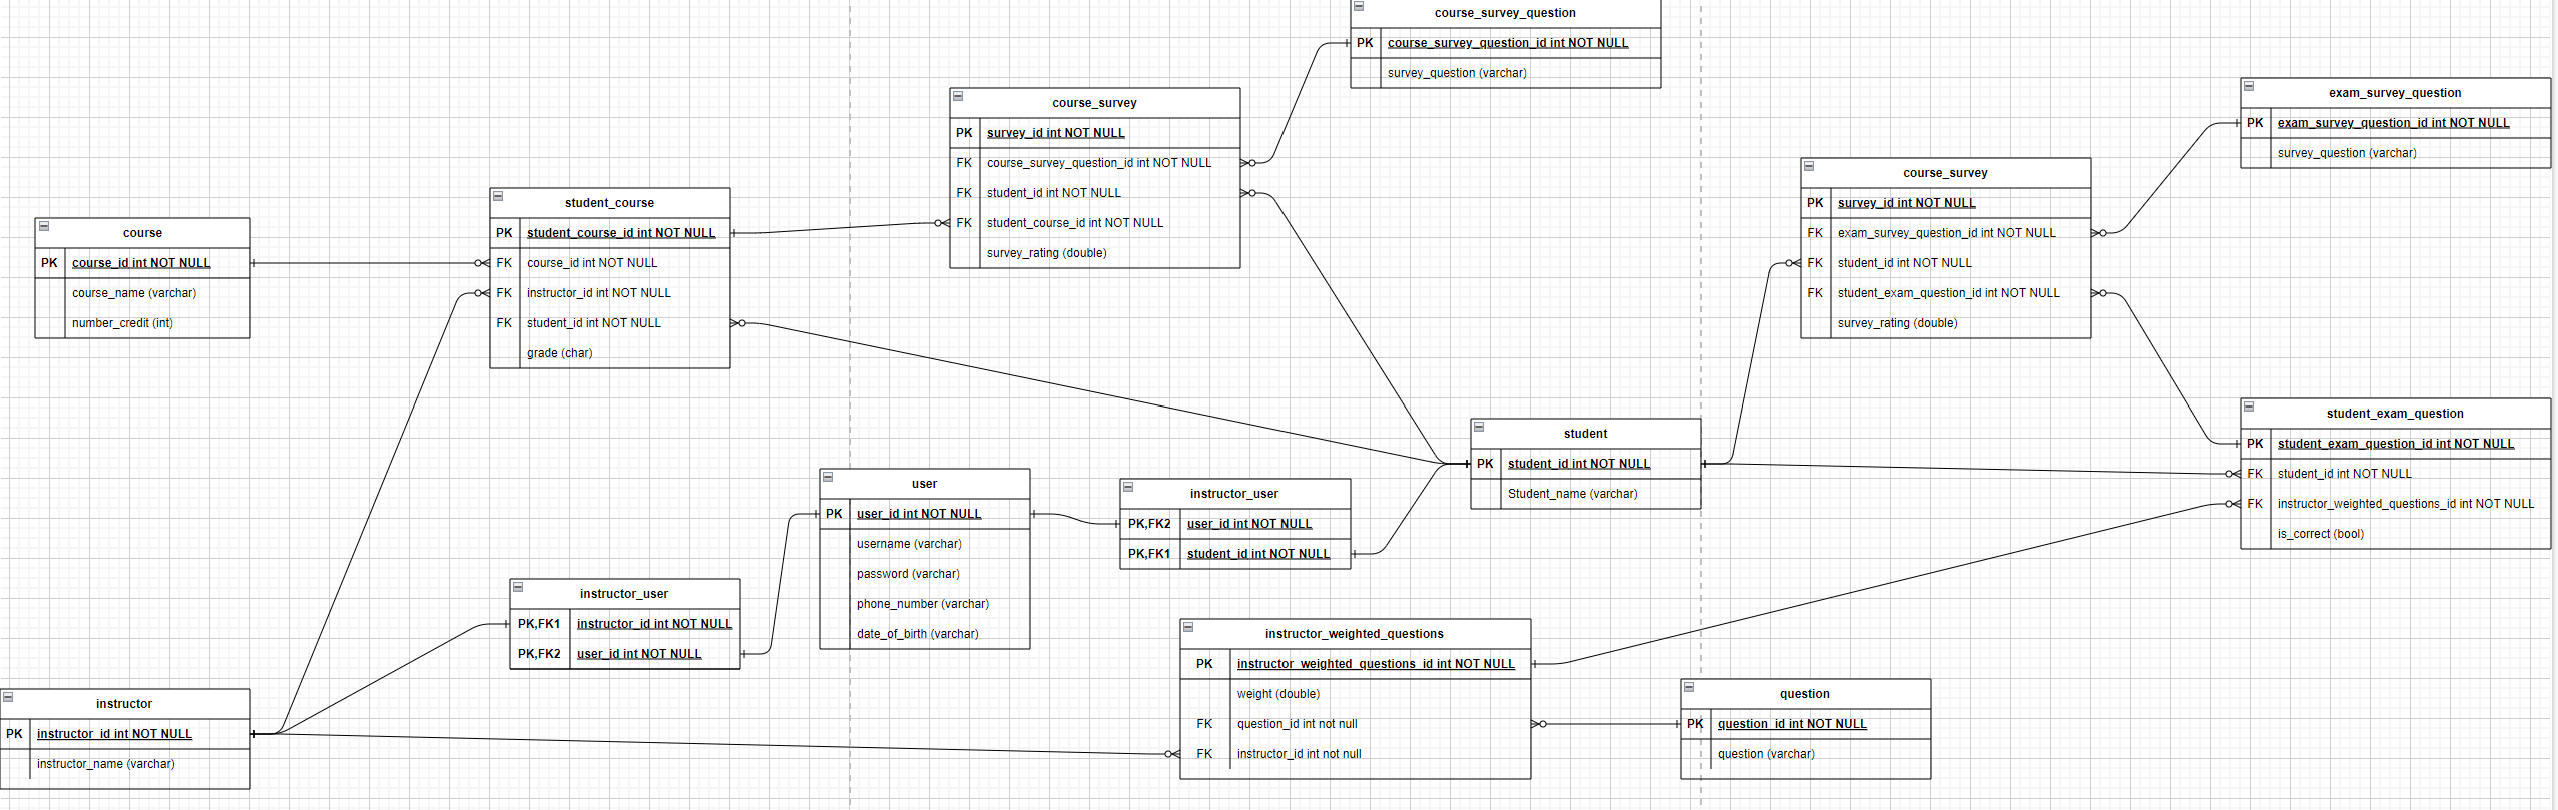 course_survey_question
PK course_survey_question_id int NOT NULL
survey_question (varchar)
course_survey
PK survey_id int NOT NULL
FK course_survey_question_id int NOT NULL
FK student_id int NOT NULL
FK student_course_id int NOT NULL
survey_rating (double)
exam_survey_question
PK exam_survey_question_id int NOT NULL
survey_question (varchar)
course_survey
PK survey_id int NOT NULL
FK exam_survey_question_id int NOT NULL
FK student_id int NOT NULL
FK student_exam_question_id int NOT NULL
survey_rating (double)
student_course
PK student_course_id int NOT NULL
FK course_id int NOT NULL
FK instructor_id int NOT NULL
FK student_id int NOT NULL
grade (char)
course
PK course_id int NOT NULL
course_name (varchar)
number_credit (int)
student
PK student_id int NOT NULL
Student_name (varchar)
student_exam_question
PK student_exam_question_id int NOT NULL
FK student_id int NOT NULL
FK instructor_weighted_questions_id int NOT NULL
is_correct (bool)
user
PK user_id int NOT NULL
username (varchar)
password (varchar)
phone_number (varchar)
date_of_birth (varchar)
instructor_user
PK,FK2 user_id int NOT NULL
PK,FK1 student_id int NOT NULL
instructor_user
PK,FK1 instructor_id int NOT NULL
PK,FK2 user_id int NOT NULL
instructor_weighted_questions
PK instructor_weighted_questions_id int NOT NULL
weight (double)
FK question_id int not null
FK instructor_id int not null
question
PK question_id int NOT NULL
question (varchar)
instructor
PK instructor_id int NOT NULL
instructor_name (varchar)